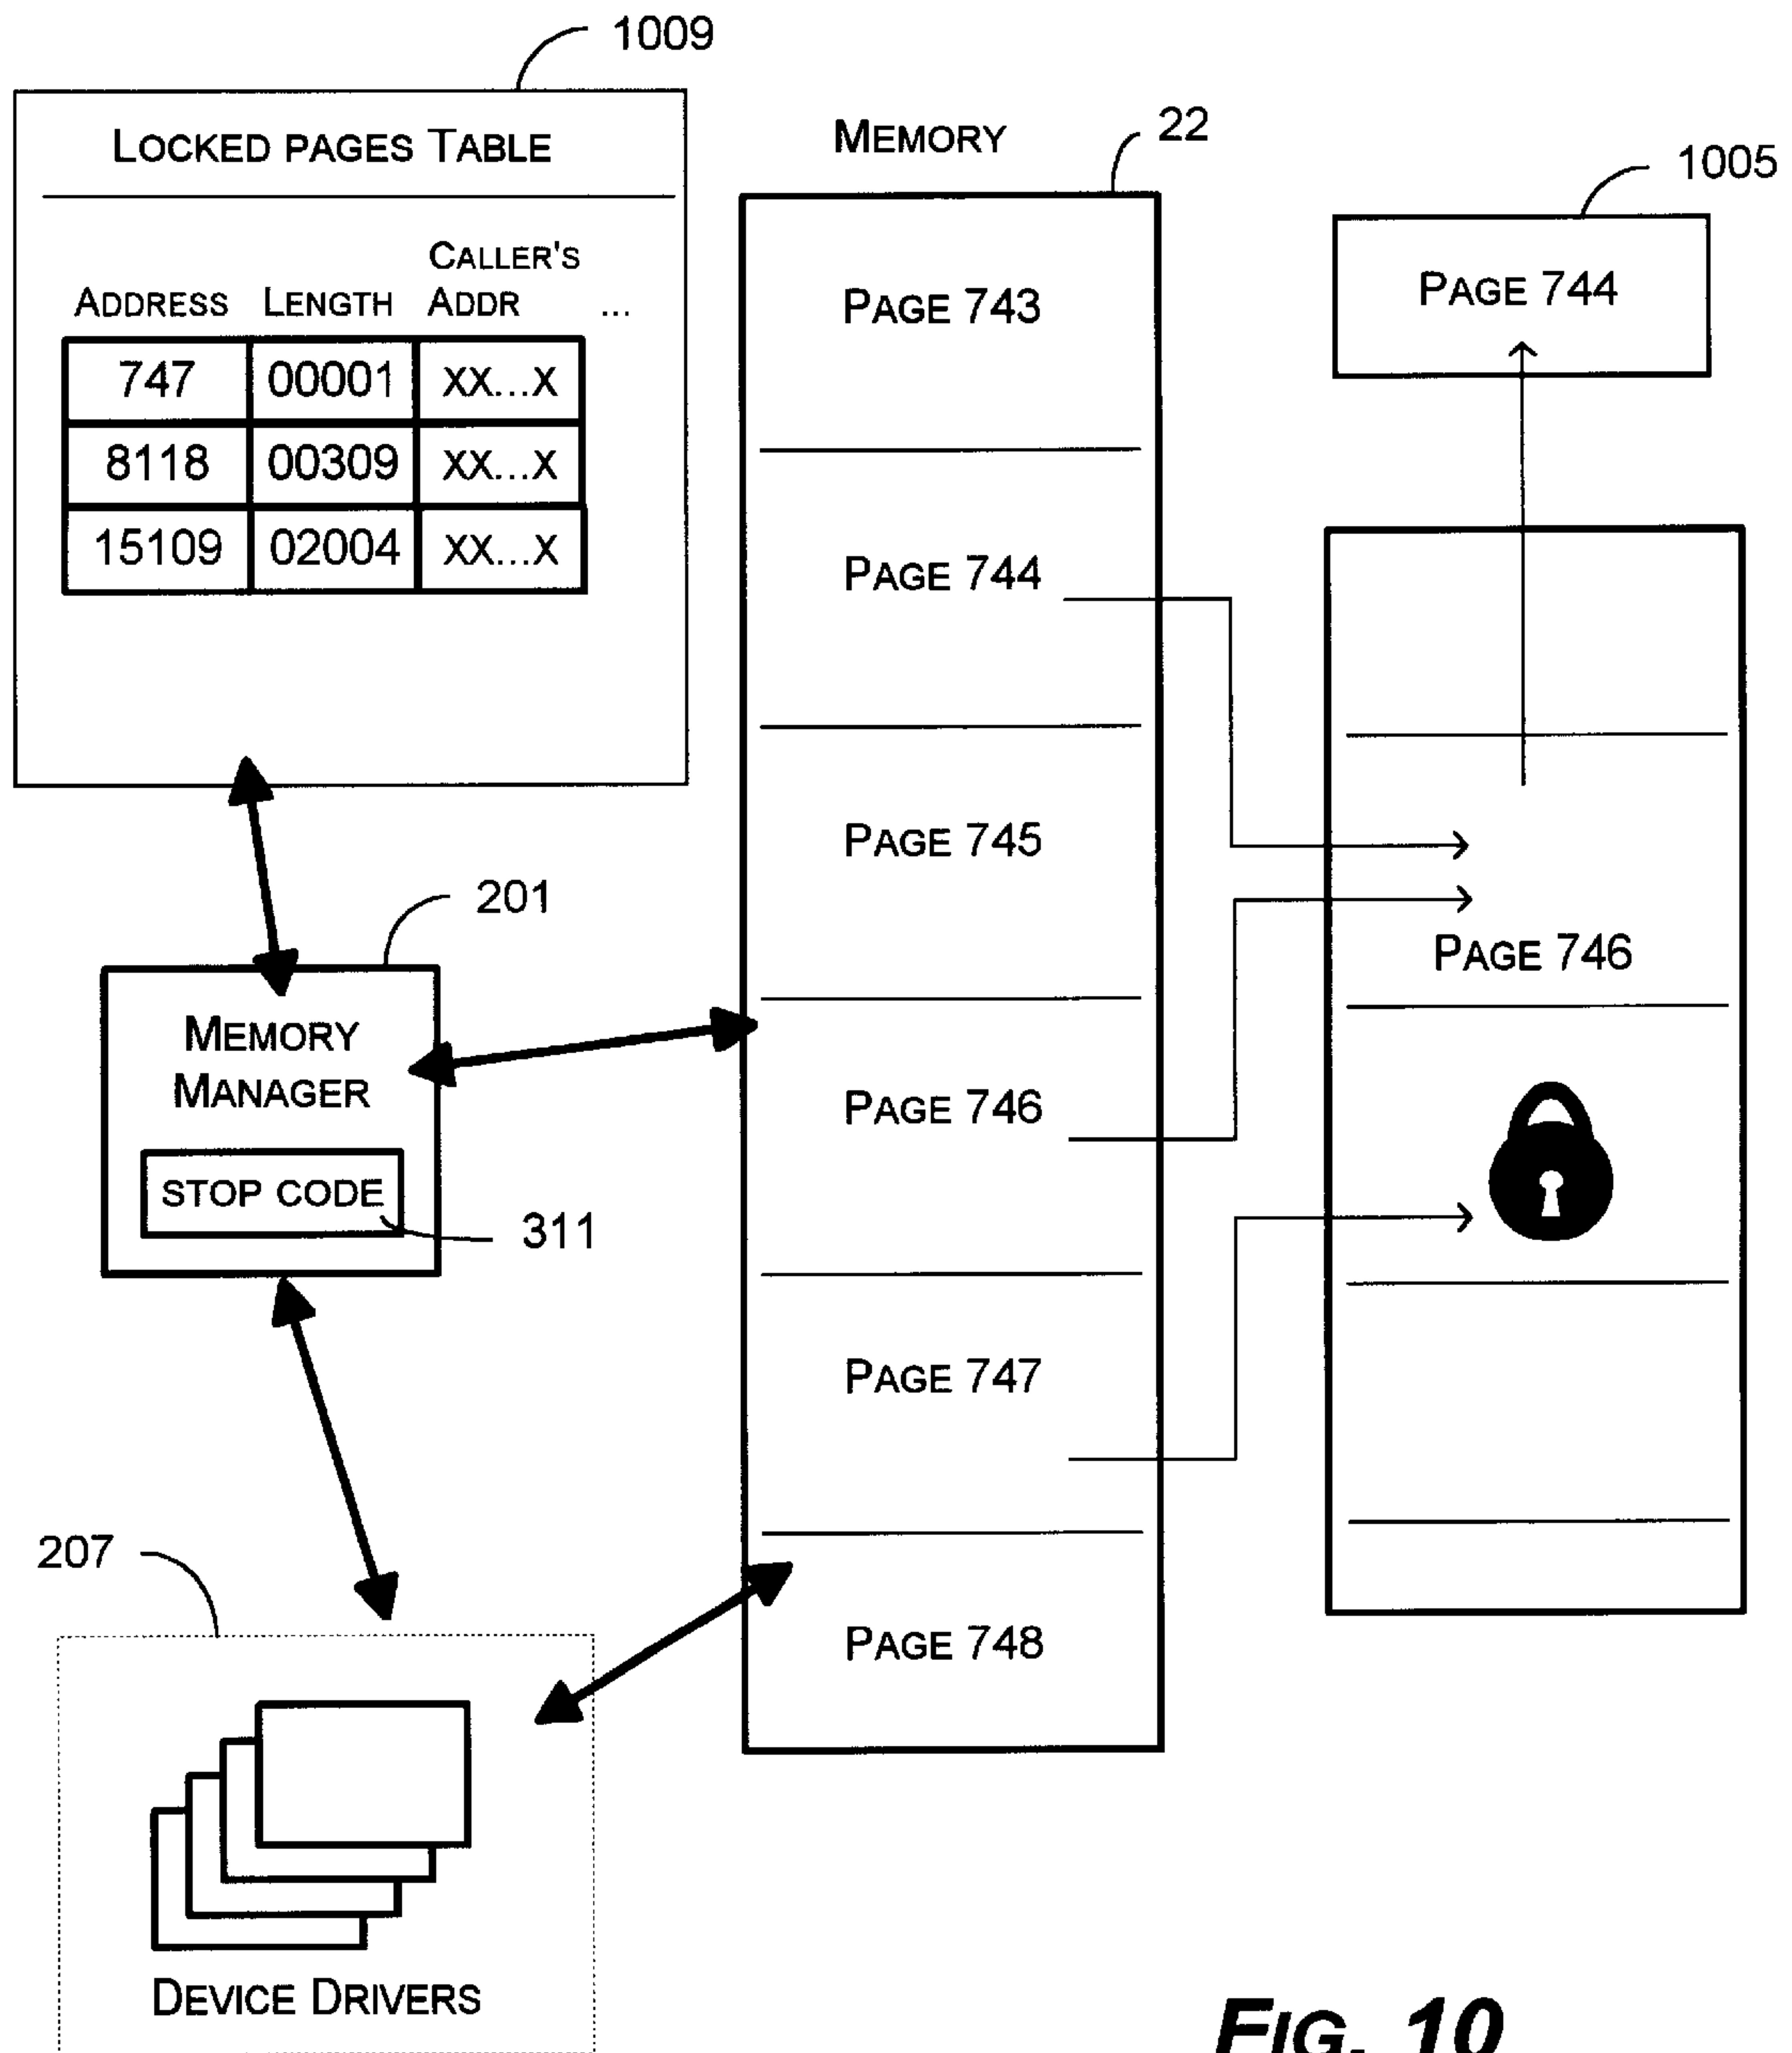 1009
LOCKED PAGES TABLE
ADDRESS LENGTH CALLER'S ADDR ...
747 00001 XX...X
8118 00309 XX...X
15109 02004 XX...X
MEMORY
22
PAGE 743
PAGE 744
PAGE 745
PAGE 746
PAGE 747
PAGE 748
1005
PAGE 744
PAGE 746
201
MEMORY
MANAGER
STOP CODE
311
207
DEVICE DRIVERS
FIG. 10